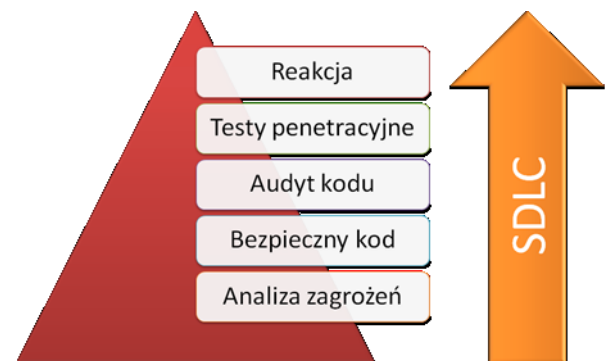 Reakcja
Testy penetracyjne
Audyt kodu
Bezpieczny kod
Analiza zagrożeń
SDLC